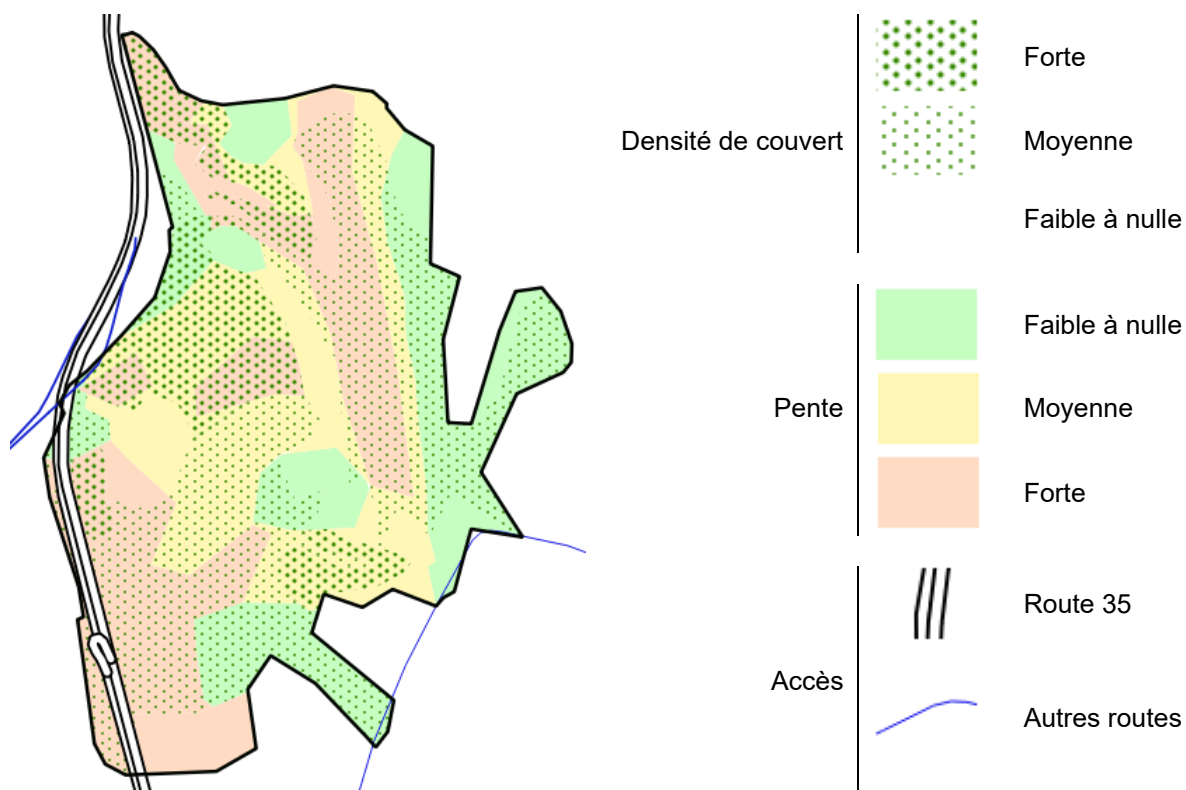 Densité de couvert
Forte
Moyenne
Faible à nulle
Pente
Faible à nulle
Moyenne
Forte
Accès
Route 35
Autres routes